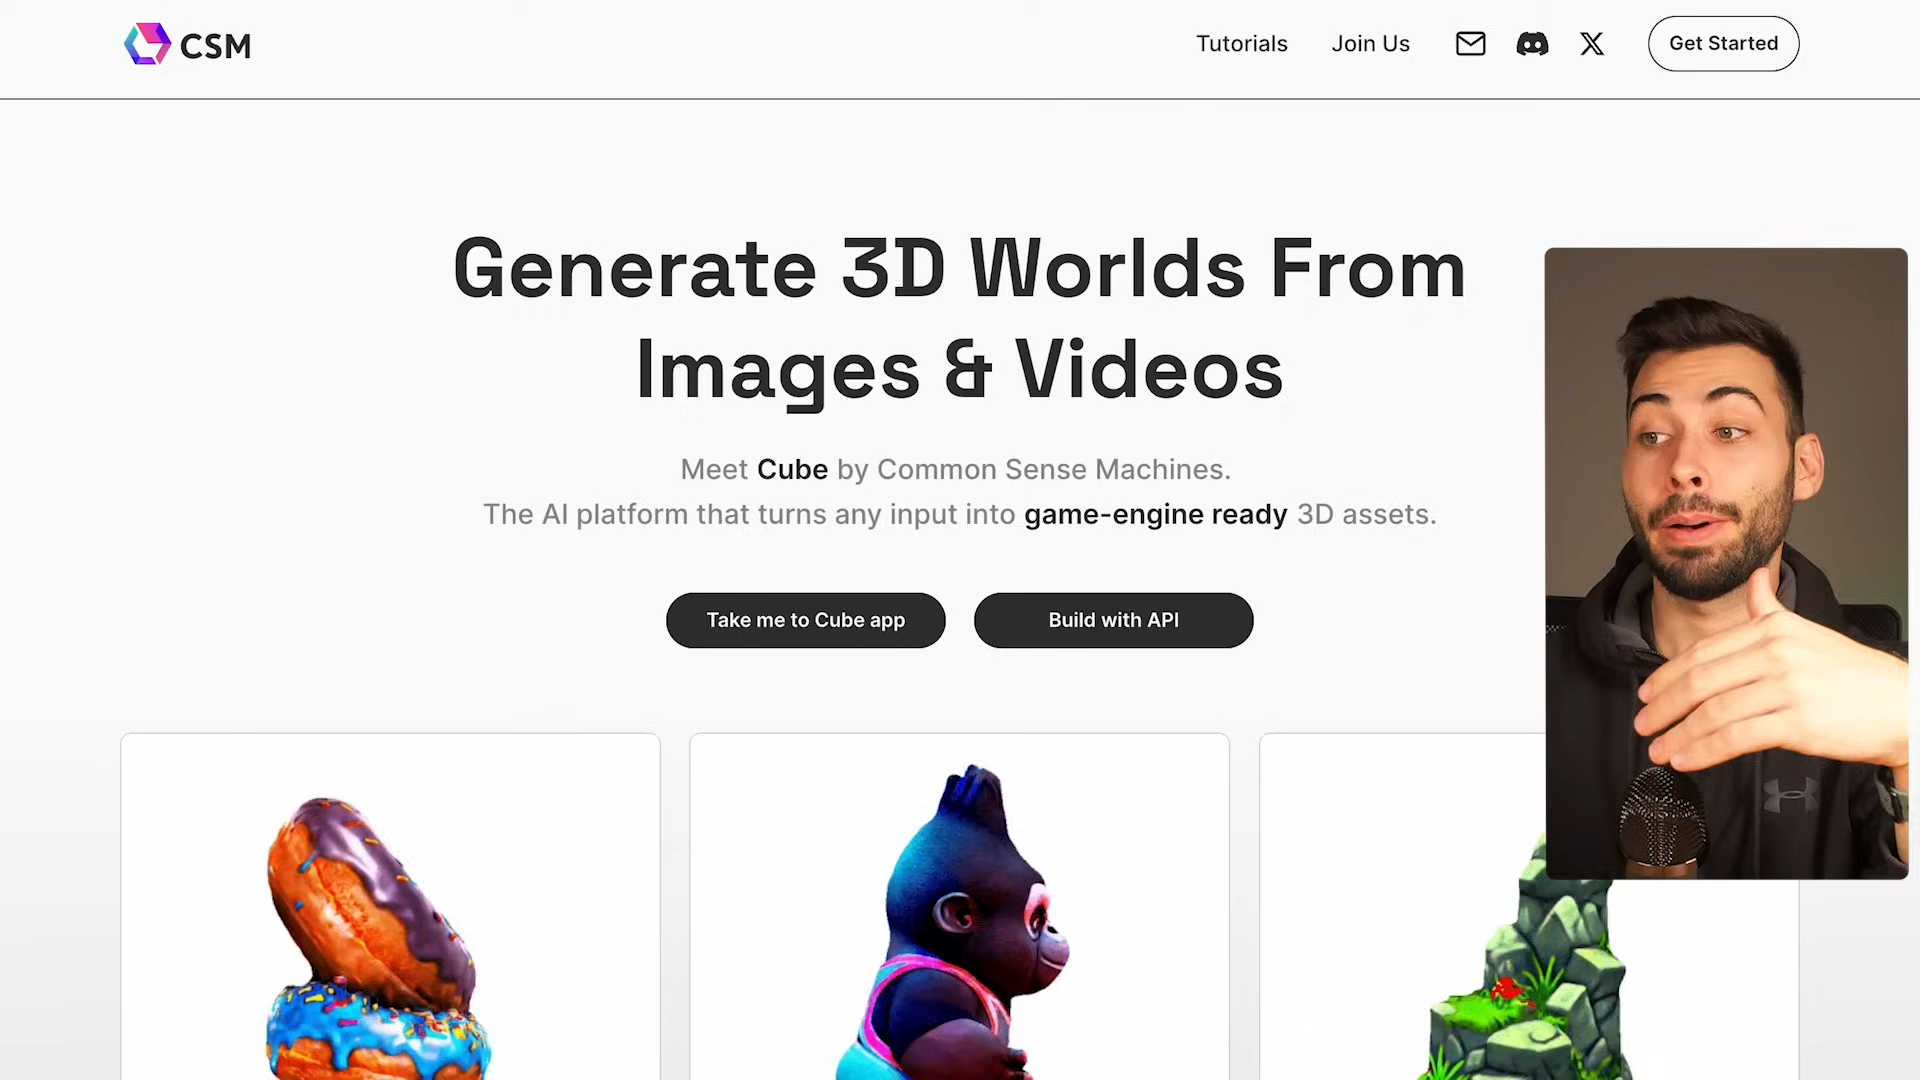 CSM
Tutorials
Join Us
Get Started
Generate 3D Worlds From
Images & Videos
Meet Cube by Common Sense Machines.
The AI platform that turns any input into game-engine ready 3D assets.
Take me to Cube app
Build with API